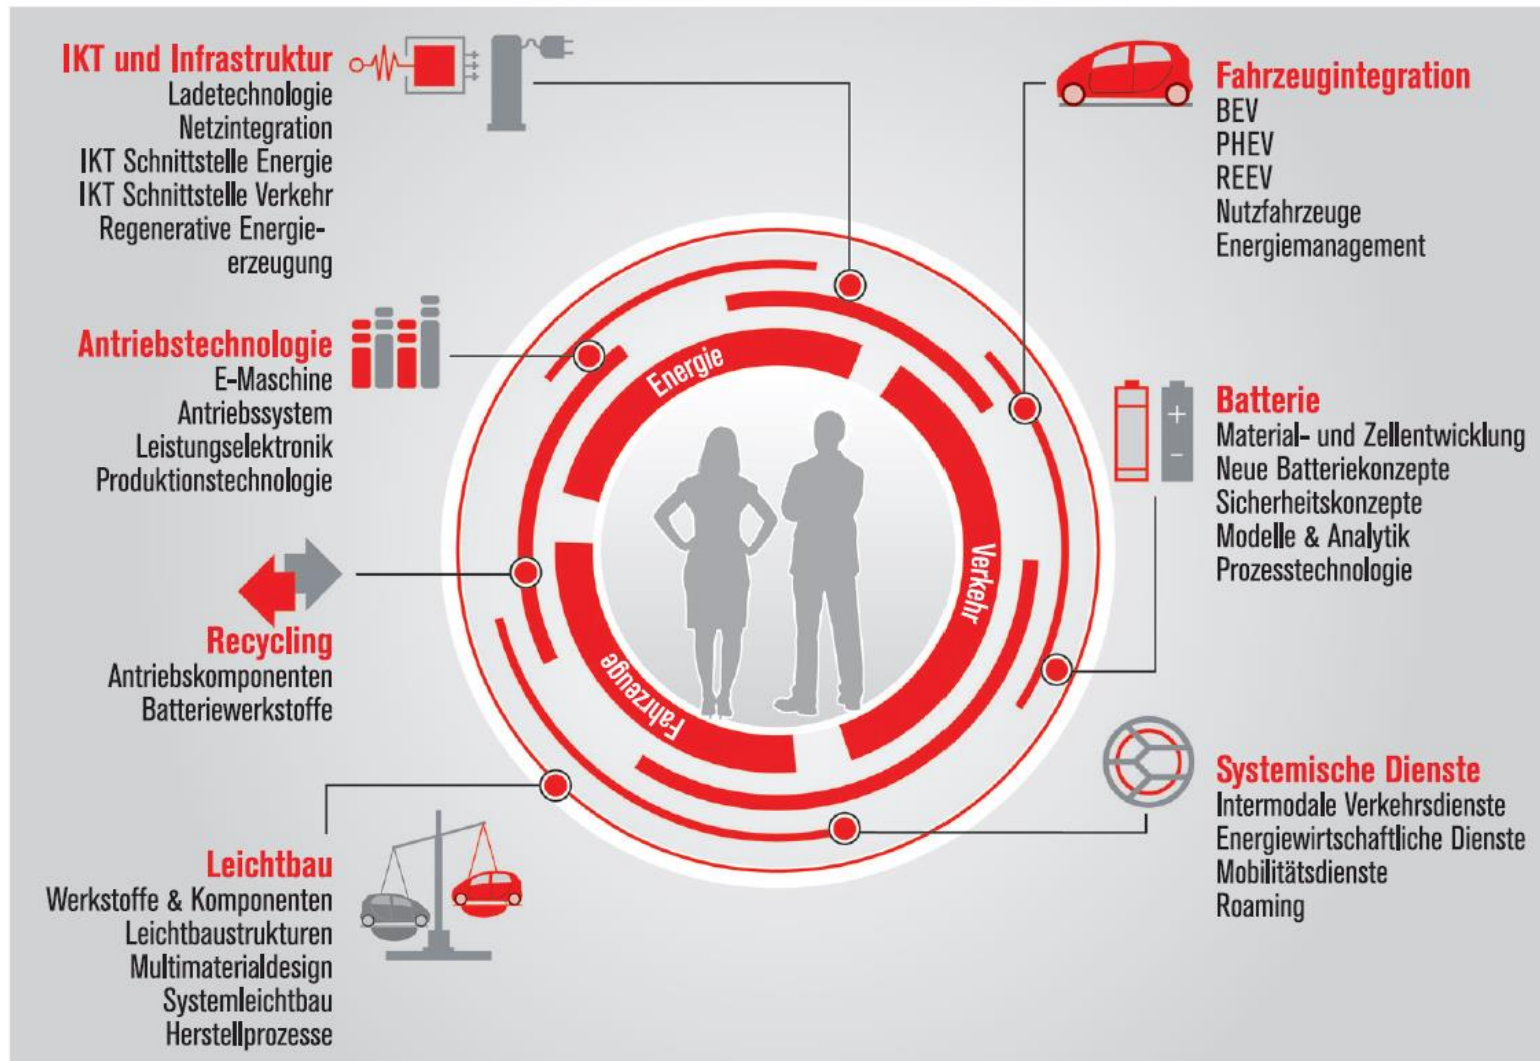 IKT und Infrastruktur
Ladetechnologie
Netzintegration
IKT Schnittstelle Energie
IKT Schnittstelle Verkehr
Regenerative Energie-
erzeugung
Antriebstechnologie
E-Maschine
Antriebssystem
Leistungselektronik
Produktionstechnologie
Recycling
Antriebskomponenten
Batteriewerkstoffe
Leichtbau
Werkstoffe & Komponenten
Leichtbaustrukturen
Multimaterialdesign
Systemleichtbau
Herstellprozesse
Energie
Verkehr
Fahrzeuge
Fahrzeugintegration
BEV
PHEV
REEV
Nutzfahrzeuge
Energiemanagement
Batterie
Material- und Zellentwicklung
Neue Batteriekonzepte
Sicherheitskonzepte
Modelle & Analytik
Prozesstechnologie
Systemische Dienste
Intermodale Verkehrsdienste
Energiewirtschaftliche Dienste
Mobilitätsdienste
Roaming